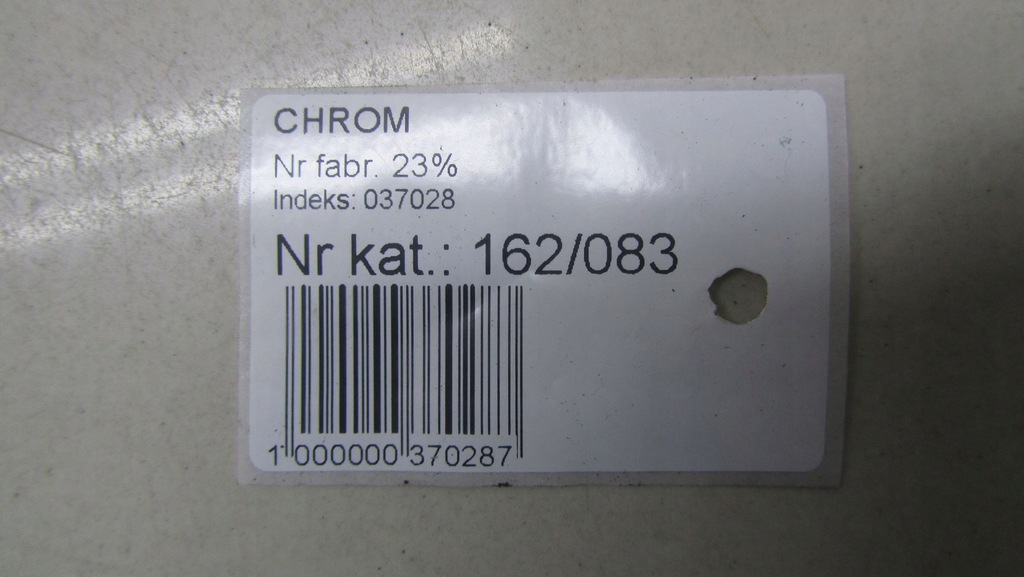 CHROM
Nr fabr. 23%
Indeks: 037028
Nr kat.: 162/083
1 000000 370287